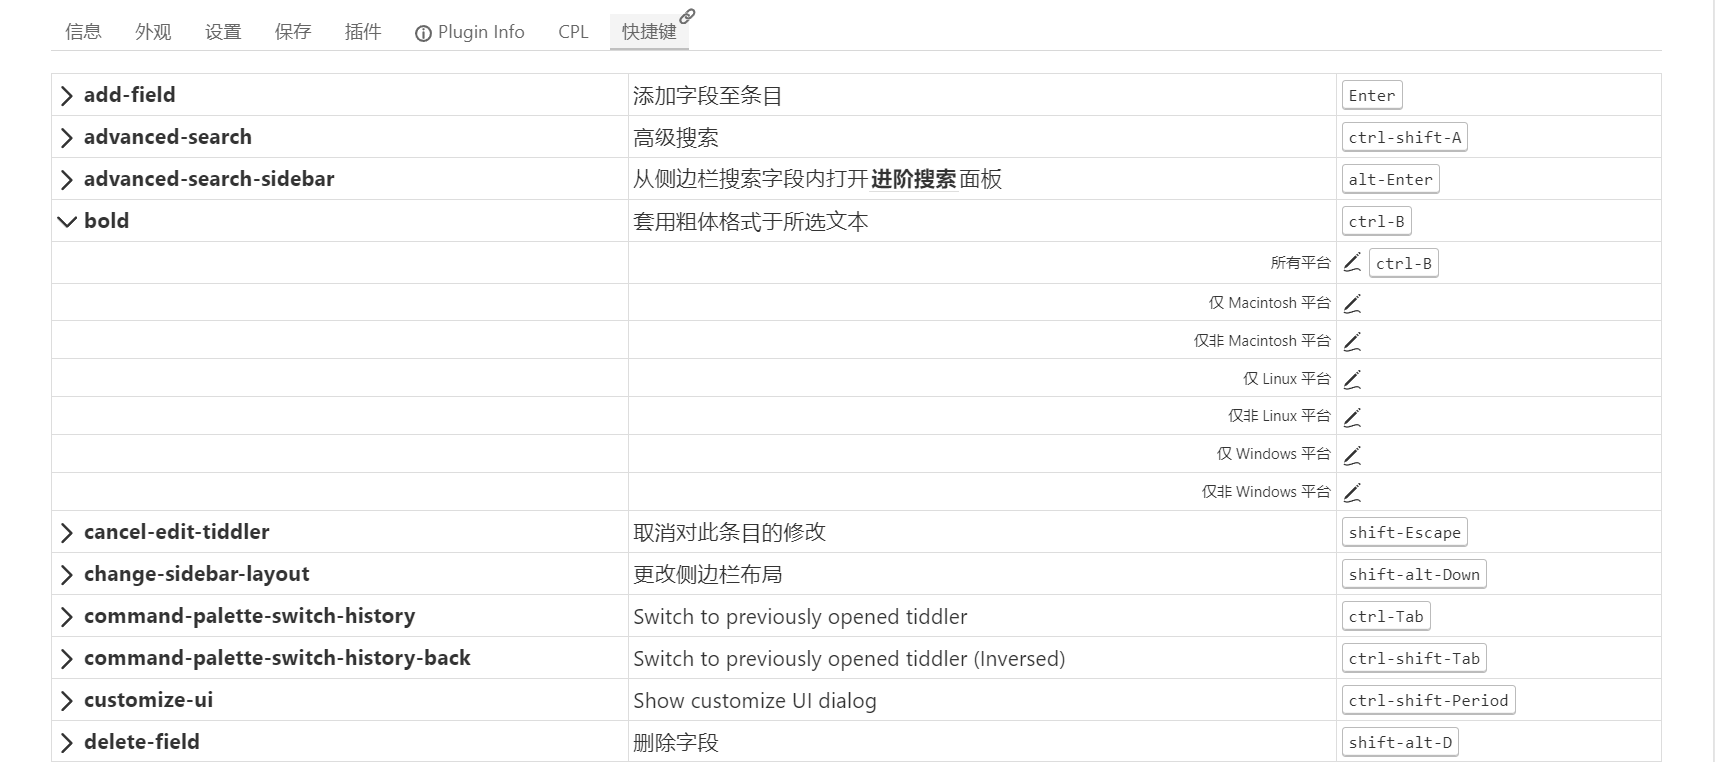 信息 外观 设置 保存 插件 Plugin Info CPL 快捷键
add-field 添加字段至条目 Enter
advanced-search 高级搜索 ctrl-shift-A
advanced-search-sidebar 从侧边栏搜索字段内打开进阶搜索面板 alt-Enter
bold 套用粗体格式于所选文本 ctrl-B
所有平台 ctrl-B
仅 Macintosh 平台
仅非 Macintosh 平台
仅 Linux 平台
仅非 Linux 平台
仅 Windows 平台
仅非 Windows 平台
cancel-edit-tiddler 取消对此条目的修改 shift-Escape
change-sidebar-layout 更改侧边栏布局 shift-alt-Down
command-palette-switch-history Switch to previously opened tiddler ctrl-Tab
command-palette-switch-history-back Switch to previously opened tiddler (Inversed) ctrl-shift-Tab
customize-ui Show customize UI dialog ctrl-shift-Period
delete-field 删除字段 shift-alt-D